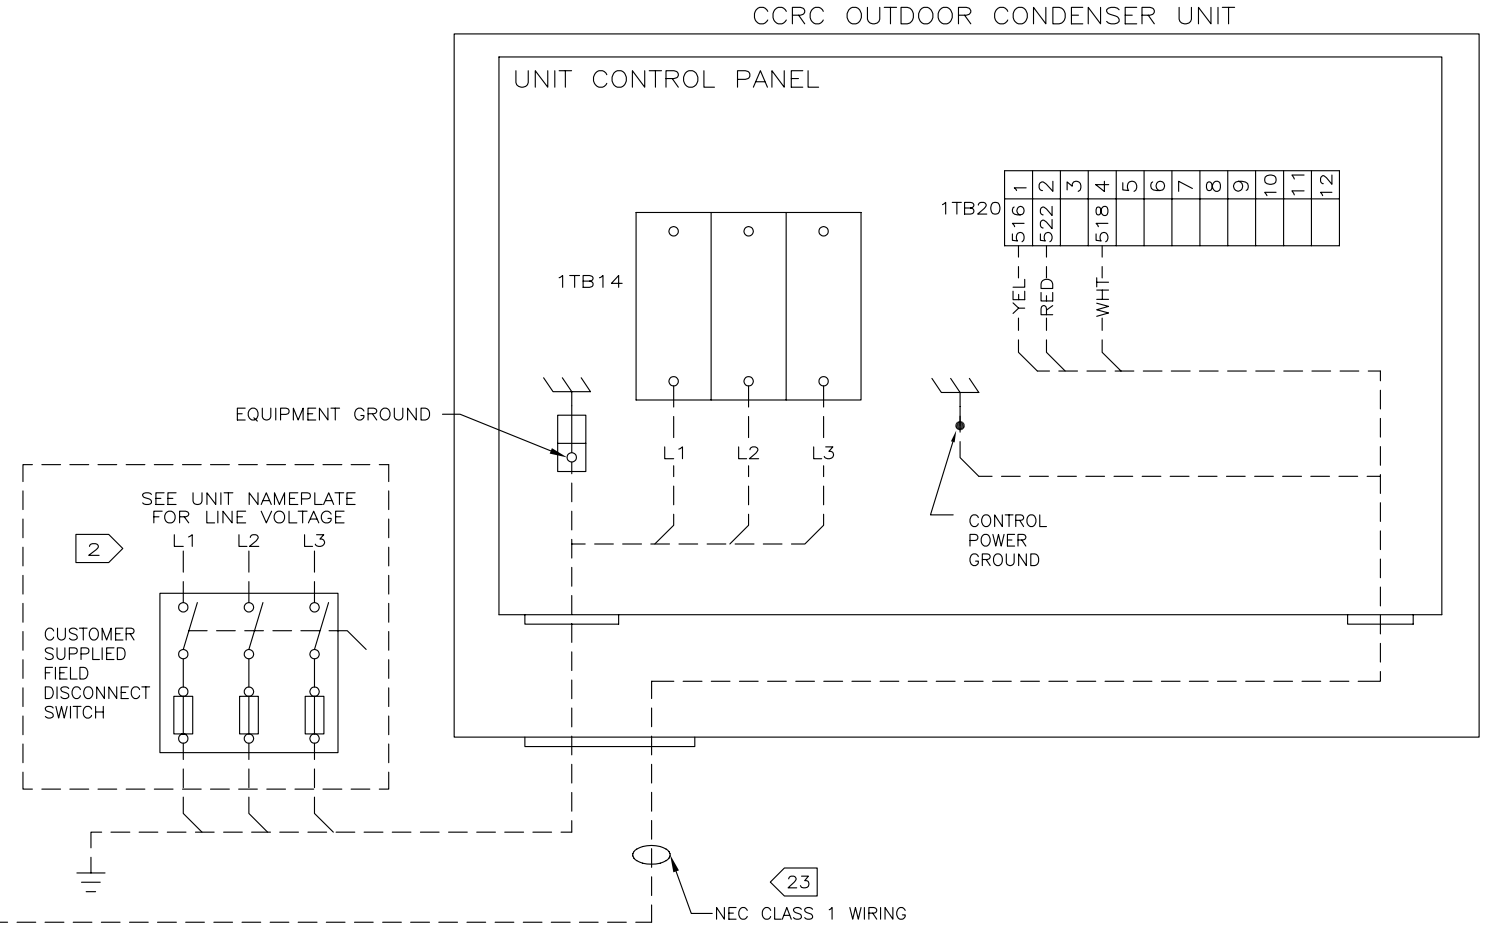 CCRC OUTDOOR CONDENSER UNIT
UNIT CONTROL PANEL
1TB20
1 2 3 4 5 6 7 8 9 10 11 12
516 522 518
YEL RED WHT
1TB14
EQUIPMENT GROUND
L1 L2 L3
CONTROL
POWER
GROUND
SEE UNIT NAMEPLATE
FOR LINE VOLTAGE
2
L1 L2 L3
CUSTOMER
SUPPLIED
FIELD
DISCONNECT
SWITCH
23
NEC CLASS 1 WIRING